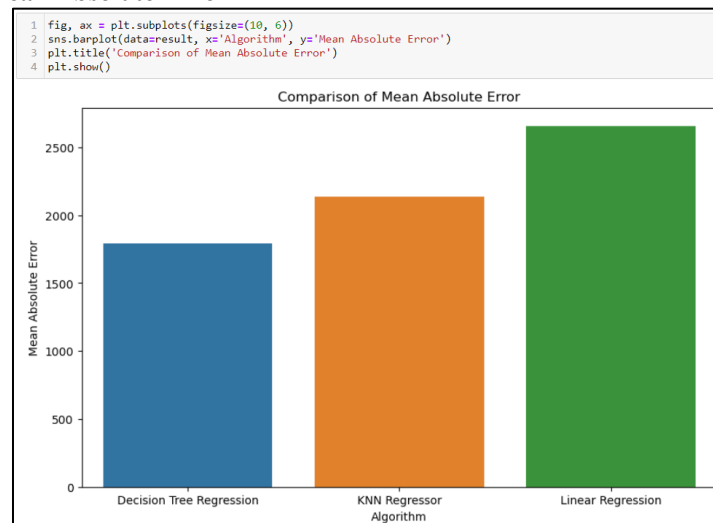 1 fig, ax = plt.subplots(figsize=(10, 6))
2 sns.barplot(data=result, x='Algorithm', y='Mean Absolute Error')
3 plt.title('Comparison of Mean Absolute Error')
4 plt.show()
Comparison of Mean Absolute Error
Mean Absolute Error
2500
2000
1500
1000
500
0
Decision Tree Regression KNN Regressor Linear Regression
Algorithm